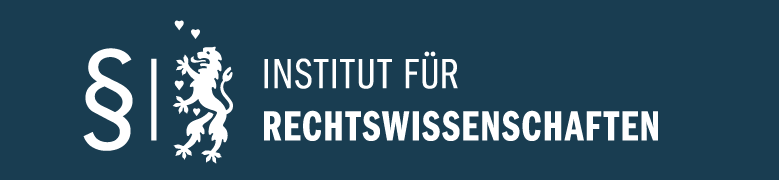 §
INSTITUT FÜR
RECHTSWISSENSCHAFTEN